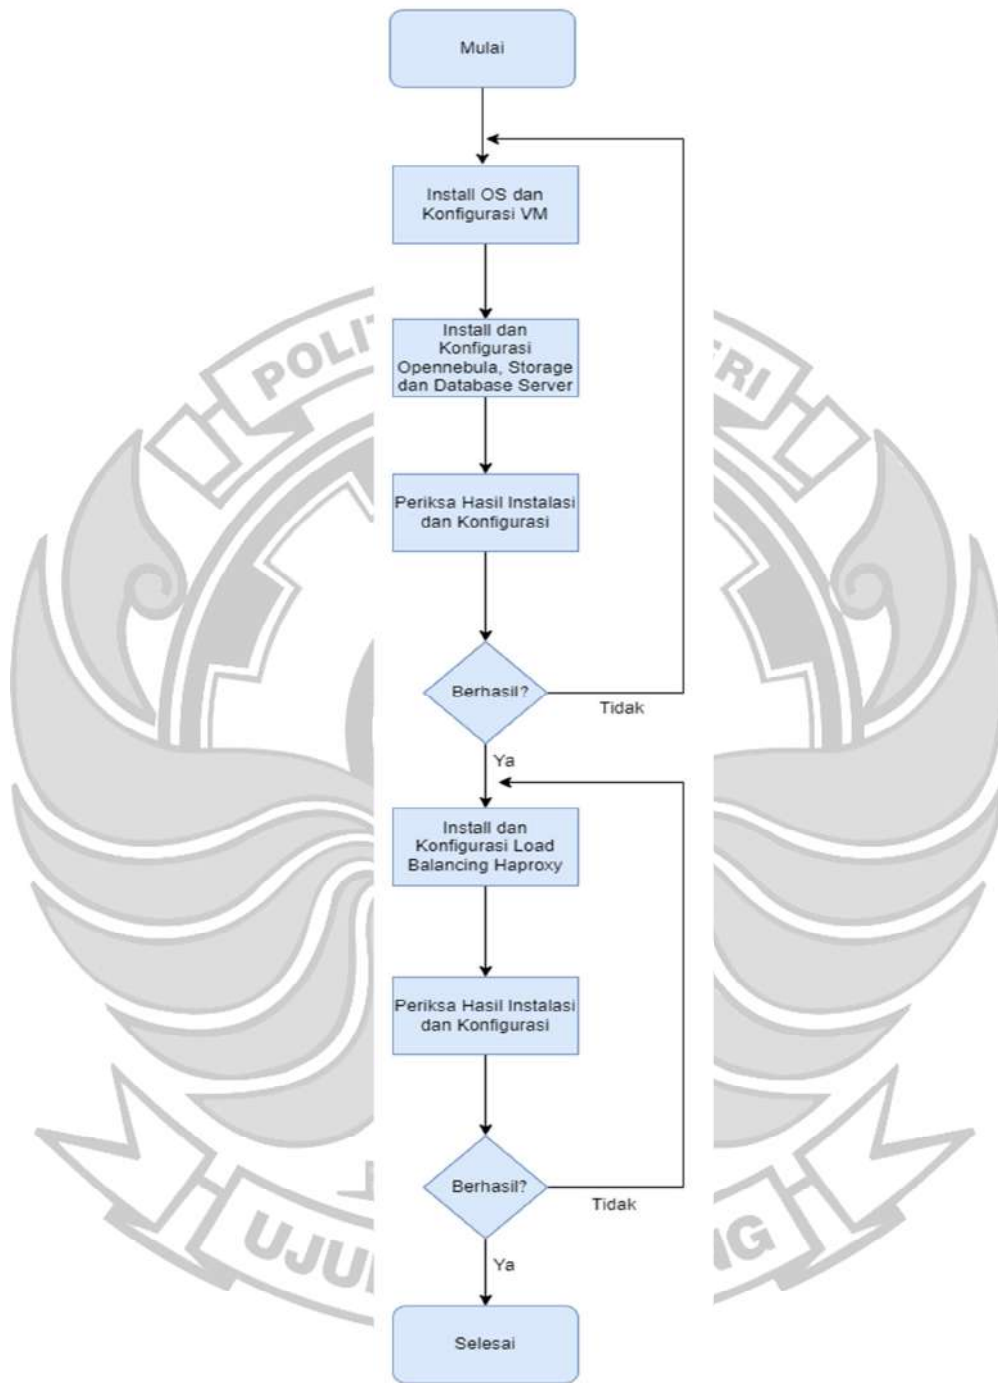 Mulai
Install OS dan
Konfigurasi VM
Install dan
Konfigurasi
Opennebula, Storage
dan Database Server
Periksa Hasil Instalasi
dan Konfigurasi
Berhasil?
Tidak
Ya
Install dan
Konfigurasi Load
Balancing Haproxy
Periksa Hasil Instalasi
dan Konfigurasi
Berhasil?
Tidak
Ya
Selesai